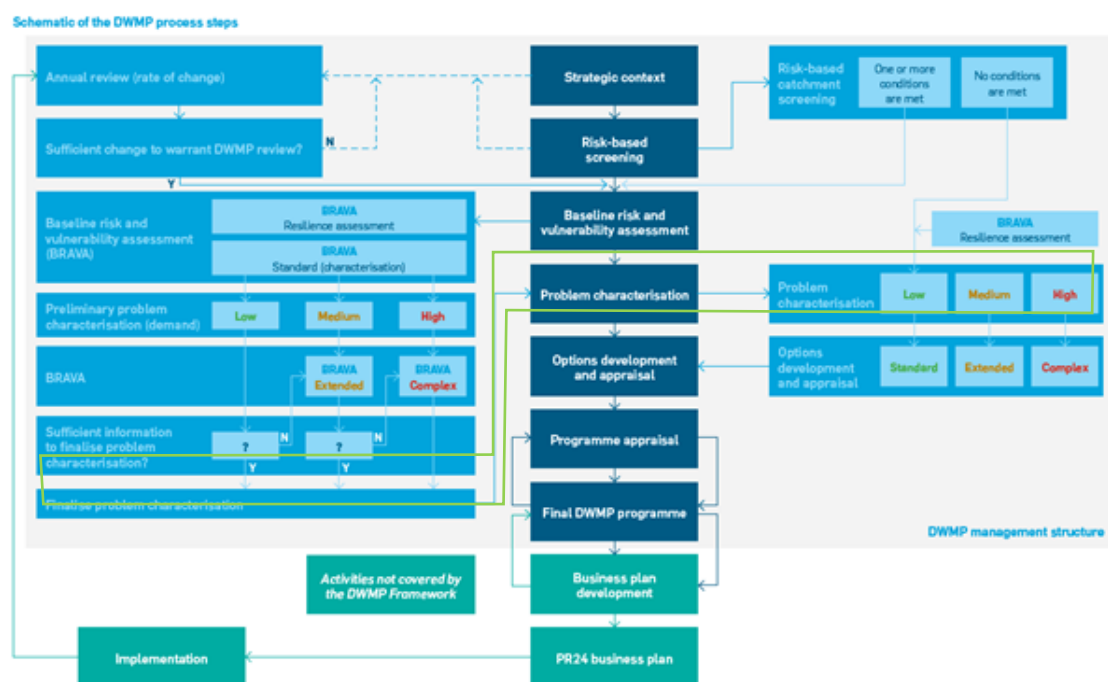 Schematic of the DWMP process steps
Annual review (rate of change)
Strategic context
Risk-based
catchment
screening
One or more
conditions
are met
No conditions
are met
Sufficient change to warrant DWMP review?
N
Risk-based
screening
Y
Baseline risk and
vulnerability assessment
(BRAVA)
BRAVA
Resilience assessment
BRAVA
Standard (characterisation)
Baseline risk and
vulnerability assessment
BRAVA
Resilience assessment
Preliminary problem
characterisation (demand)
Low
Medium
High
Problem characterisation
Problem
characterisation
Low
Medium
High
BRAVA
BRAVA
Extended
BRAVA
Complex
Options development
and appraisal
Options
development
and appraisal
Standard
Extended
Complex
Sufficient information
to finalise problem
characterisation?
?
N
?
N
Y
Y
Programme appraisal
Finalise problem characterisation
Final DWMP programme
DWMP management structure
Activities not covered by
the DWMP Framework
Business plan
development
Implementation
PR24 business plan